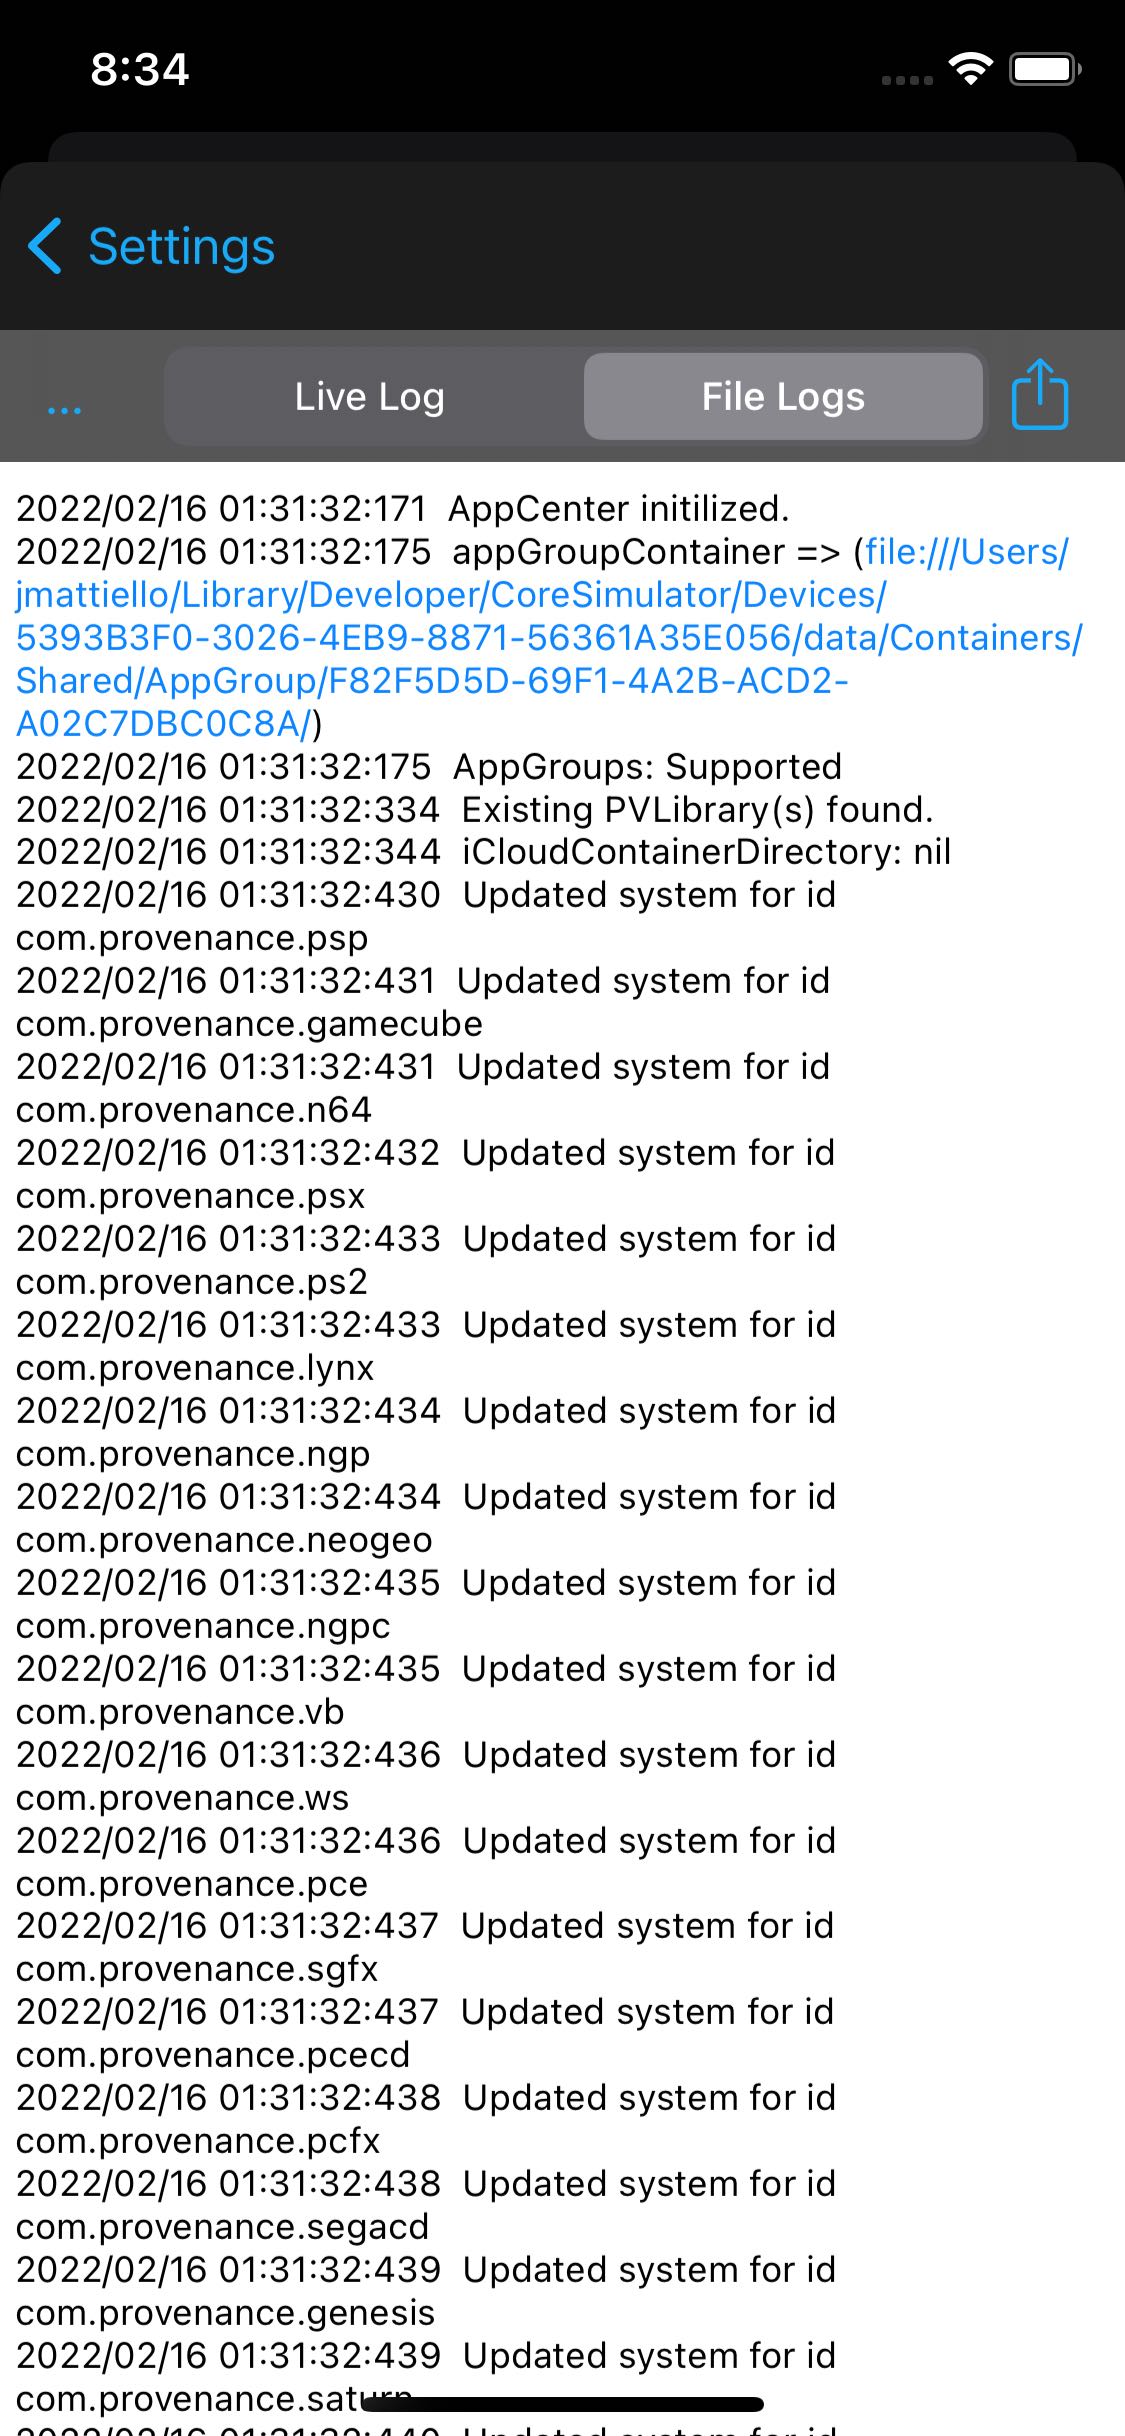 8:34
Settings
... Live Log File Logs
2022/02/16 01:31:32:171 AppCenter initilized.
2022/02/16 01:31:32:175 appGroupContainer => (file:///Users/
jmattiello/Library/Developer/CoreSimulator/Devices/
5393B3F0-3026-4EB9-8871-56361A35E056/data/Containers/
Shared/AppGroup/F82F5D5D-69F1-4A2B-ACD2-
A02C7DBC0C8A/)
2022/02/16 01:31:32:175 AppGroups: Supported
2022/02/16 01:31:32:334 Existing PVLibrary(s) found.
2022/02/16 01:31:32:344 iCloudContainerDirectory: nil
2022/02/16 01:31:32:430 Updated system for id
com.provenance.psp
2022/02/16 01:31:32:431 Updated system for id
com.provenance.gamecube
2022/02/16 01:31:32:431 Updated system for id
com.provenance.n64
2022/02/16 01:31:32:432 Updated system for id
com.provenance.psx
2022/02/16 01:31:32:433 Updated system for id
com.provenance.ps2
2022/02/16 01:31:32:433 Updated system for id
com.provenance.lynx
2022/02/16 01:31:32:434 Updated system for id
com.provenance.ngp
2022/02/16 01:31:32:434 Updated system for id
com.provenance.neogeo
2022/02/16 01:31:32:435 Updated system for id
com.provenance.ngpc
2022/02/16 01:31:32:435 Updated system for id
com.provenance.vb
2022/02/16 01:31:32:436 Updated system for id
com.provenance.ws
2022/02/16 01:31:32:436 Updated system for id
com.provenance.pce
2022/02/16 01:31:32:437 Updated system for id
com.provenance.sgfx
2022/02/16 01:31:32:437 Updated system for id
com.provenance.pcecd
2022/02/16 01:31:32:438 Updated system for id
com.provenance.pcfx
2022/02/16 01:31:32:438 Updated system for id
com.provenance.segacd
2022/02/16 01:31:32:439 Updated system for id
com.provenance.genesis
2022/02/16 01:31:32:439 Updated system for id
com.provenance.saturn